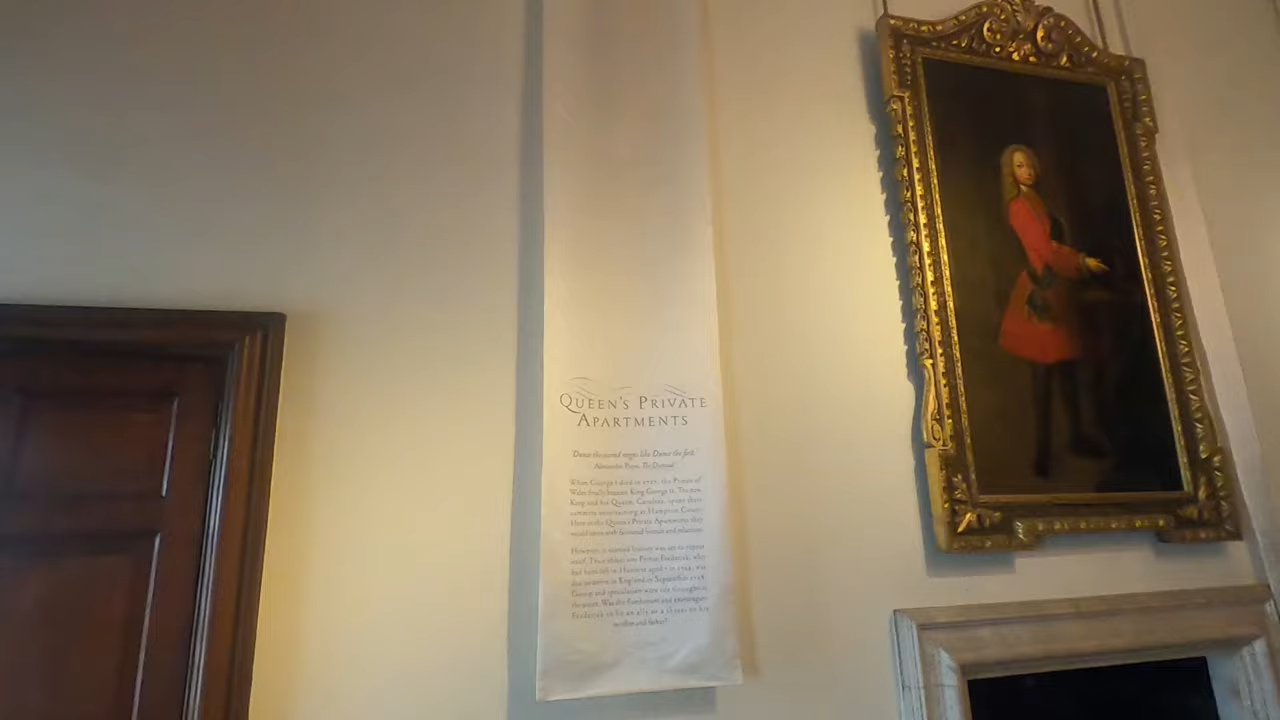 QUEEN'S PRIVATE
APARTMENTS
Dunce the second reigns like Dunce the first.
Alexander Pope, The Dunciad
When George I died in 1727, the Prince of
Wales finally became King George II. The new
King and his Queen, Caroline, spent their
summers entertaining at Hampton Court.
Here in the Queen's Private Apartments they
would with favoured friends and relations.
However, it seemed history was set to repeat
itself. Their eldest son Prince Frederick, who
had been left in Hanover aged 7 in 1714, was
due to arrive in England in September 1728.
Gossip and speculation were rife throughout
the court. Was the flamboyant and extravagant
Frederick to be an ally or a threat to his
mother and father?